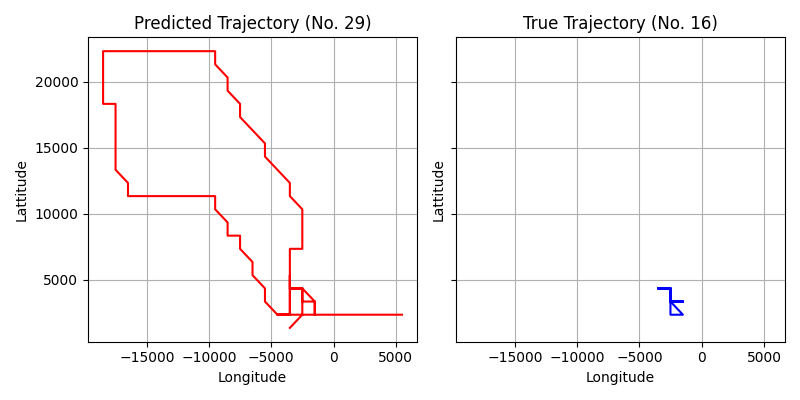 Predicted Trajectory (No. 29)
True Trajectory (No. 16)
20000
15000
10000
5000
Lattitude
Lattitude
−15000 −10000 −5000 0 5000
−15000 −10000 −5000 0 5000
Longitude
Longitude